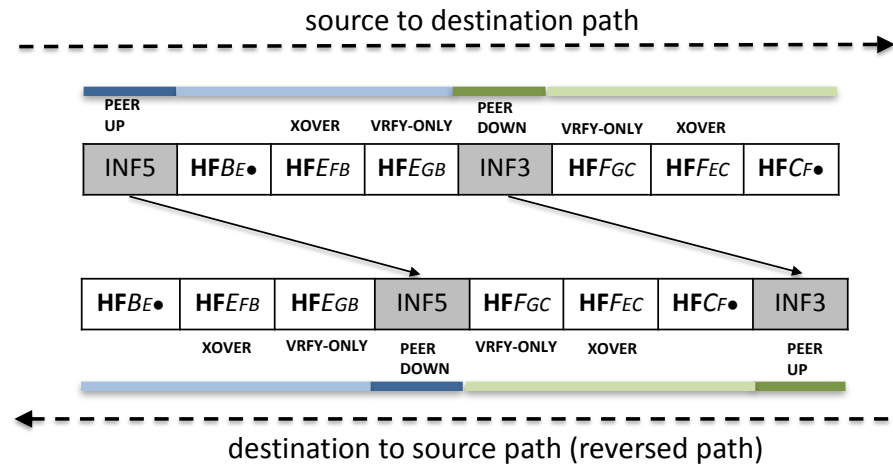 source to destination path
PEER
UP
XOVER
VRFY-ONLY
PEER
DOWN
VRFY-ONLY
XOVER
INF5 HFBE● HFEFB HFEGB INF3 HFFGC HFFEC HFCF●
HFBE● HFEFB HFEGB INF5 HFFGC HFFEC HFCF● INF3
XOVER
VRFY-ONLY
PEER
DOWN
VRFY-ONLY
XOVER
PEER
UP
destination to source path (reversed path)